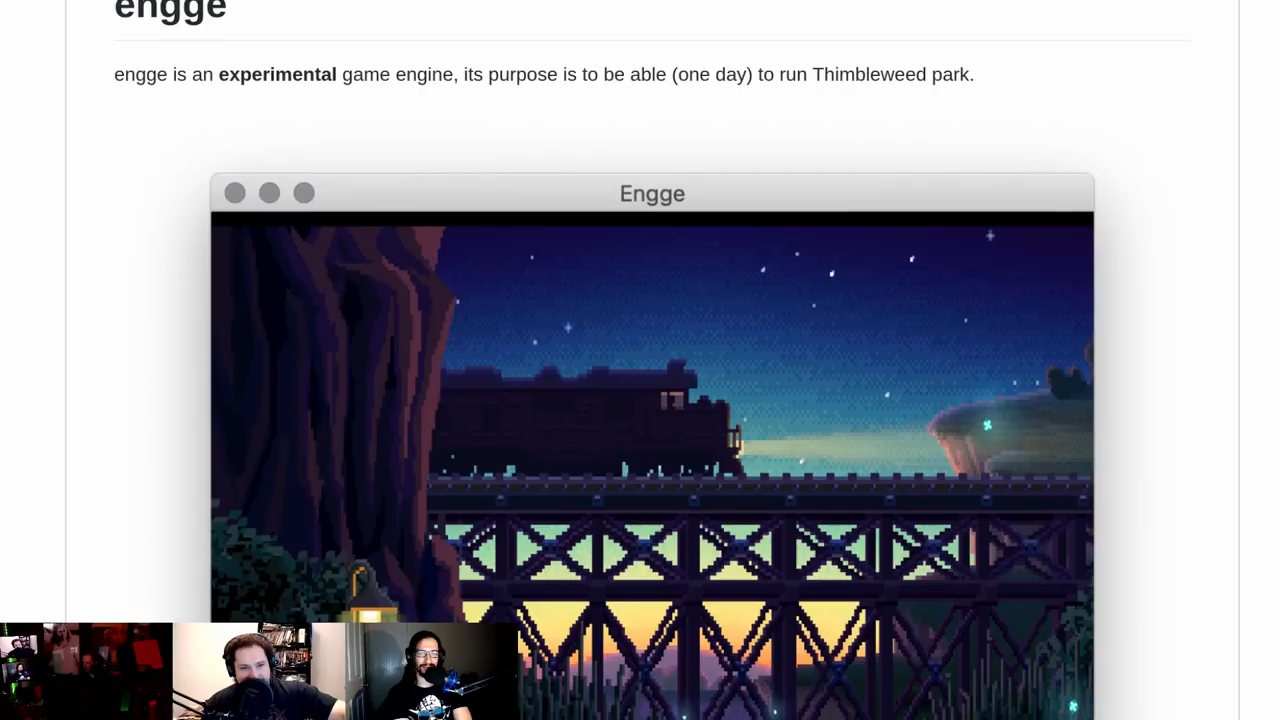 engge
engge is an experimental game engine, its purpose is to be able (one day) to run Thimbleweed park.
Engge